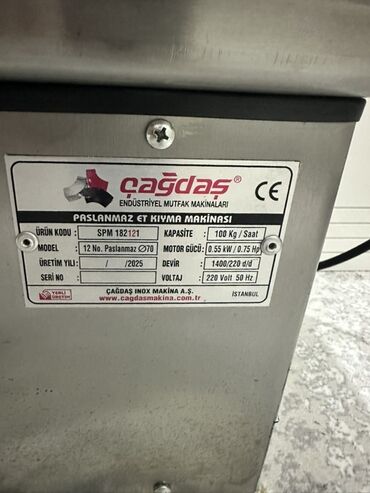 çağdaş®
ENDÜSTRİYEL MUTFAK MAKİNALARI
CE
PASLANMAZ ET KIYMA MAKİNASI
ÜRÜN KODU : SPM 182121 KAPASİTE : 100 Kg / Saat
MODEL : 12 No. Paslanmaz Ø70 MOTOR GÜCÜ : 0.55 kW / 0.75 Hp
ÜRETİM YILI : / /2025 DEVİR : 1400/220 d/d
SERİ NO : VOLTAJ : 220 Volt 50 Hz
YERLİ ÜRETİM
ÇAĞDAŞ INOX MAKİNA A.Ş.
www.cagdasmakina.com.tr
İSTANBUL